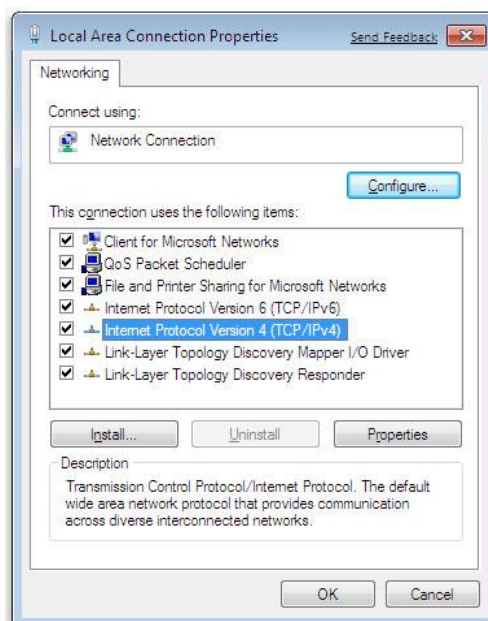 Local Area Connection Properties
Send Feedback
Networking
Connect using:
Network Connection
Configure...
This connection uses the following items:
Client for Microsoft Networks
QoS Packet Scheduler
File and Printer Sharing for Microsoft Networks
Internet Protocol Version 6 (TCP/IPv6)
Internet Protocol Version 4 (TCP/IPv4)
Link-Layer Topology Discovery Mapper I/O Driver
Link-Layer Topology Discovery Responder
Install...
Uninstall
Properties
Description
Transmission Control Protocol/Internet Protocol. The default
wide area network protocol that provides communication
across diverse interconnected networks.
OK
Cancel